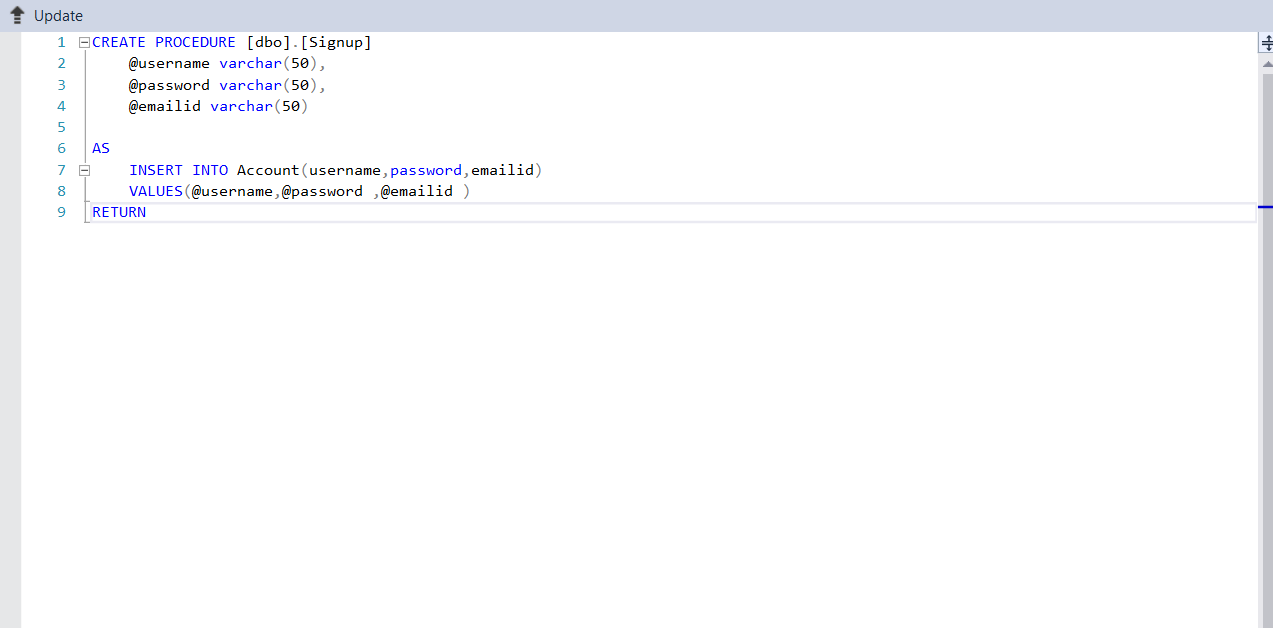 Update
1 CREATE PROCEDURE [dbo].[Signup]
2 @username varchar(50),
3 @password varchar(50),
4 @emailid varchar(50)
5
6 AS
7 INSERT INTO Account(username,password,emailid)
8 VALUES(@username,@password ,@emailid )
9 RETURN